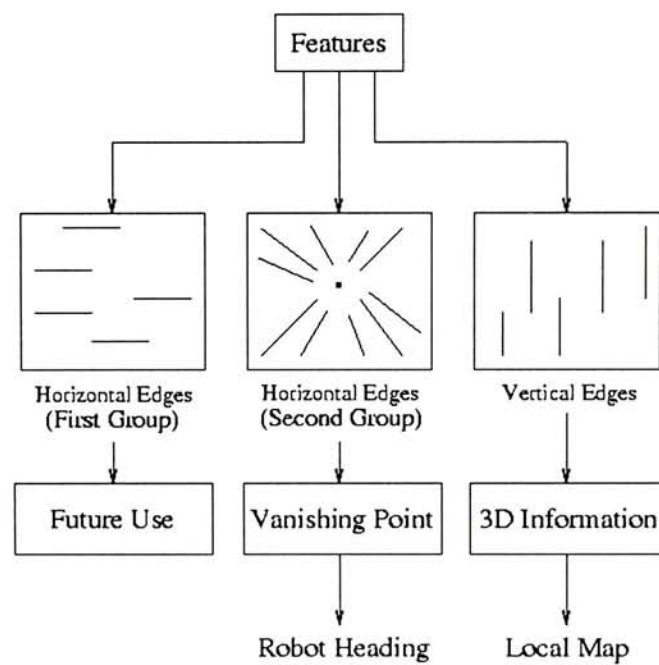 Features
Horizontal Edges
(First Group)
Horizontal Edges
(Second Group)
Vertical Edges
Future Use
Vanishing Point
3D Information
Robot Heading
Local Map